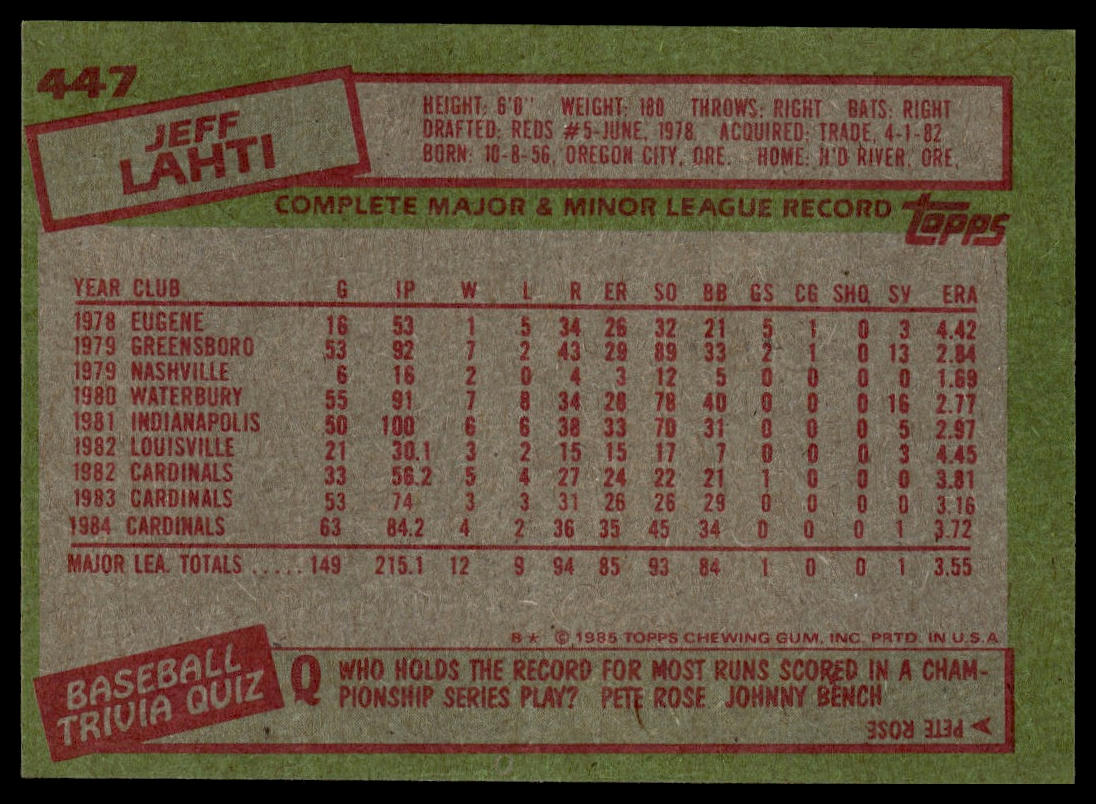 447
JEFF
LAHTI
HEIGHT: 6'0" WEIGHT: 180 THROWS: RIGHT BATS: RIGHT
DRAFTED: REDS #5-JUNE, 1978 ACQUIRED: TRADE, 4-1-82
BORN: 10-8-56, OREGON CITY, ORE. HOME: H'D RIVER, ORE.
COMPLETE MAJOR & MINOR LEAGUE RECORD topps
YEAR CLUB G IP W L R ER SO BB GS CG SHO SV ERA
1978 EUGENE 16 53 1 5 34 26 32 21 5 1 0 3 4.42
1979 GREENSBORO 53 92 7 2 43 29 89 33 2 1 0 13 2.84
1979 NASHVILLE 6 16 2 0 4 3 12 5 0 0 0 0 1.69
1980 WATERBURY 55 91 7 8 34 28 78 40 0 0 0 16 2.77
1981 INDIANAPOLIS 50 100 6 6 38 33 70 31 0 0 0 5 2.97
1982 LOUISVILLE 21 30.1 3 2 15 15 17 7 0 0 0 3 4.45
1982 CARDINALS 33 56.2 5 4 27 24 22 21 1 0 0 0 3.81
1983 CARDINALS 53 74 3 3 31 26 26 29 0 0 0 0 3.16
1984 CARDINALS 63 84.2 4 2 36 35 45 34 0 0 0 1 3.72
MAJOR LEA. TOTALS ..... 149 215.1 12 9 94 85 93 84 1 0 0 1 3.55
B* © 1985 TOPPS CHEWING GUM, INC. PRTD. IN U.S.A
BASEBALL
TRIVIA QUIZ
Q WHO HOLDS THE RECORD FOR MOST RUNS SCORED IN A CHAM-
PIONSHIP SERIES PLAY? PETE ROSE JOHNNY BENCH
PETE ROSE